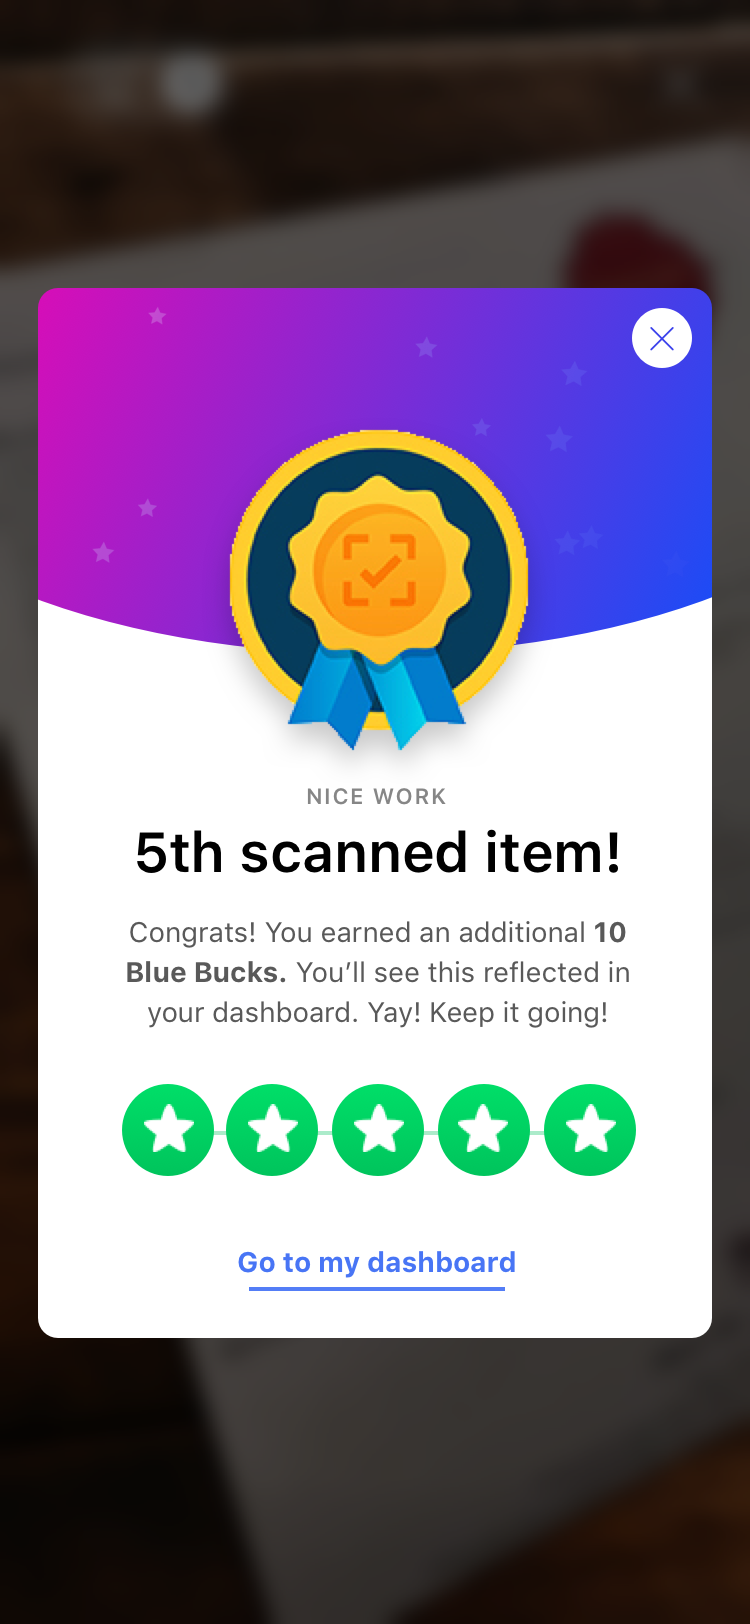 NICE WORK
5th scanned item!
Congrats! You earned an additional 10
Blue Bucks. You’ll see this reflected in
your dashboard. Yay! Keep it going!
Go to my dashboard